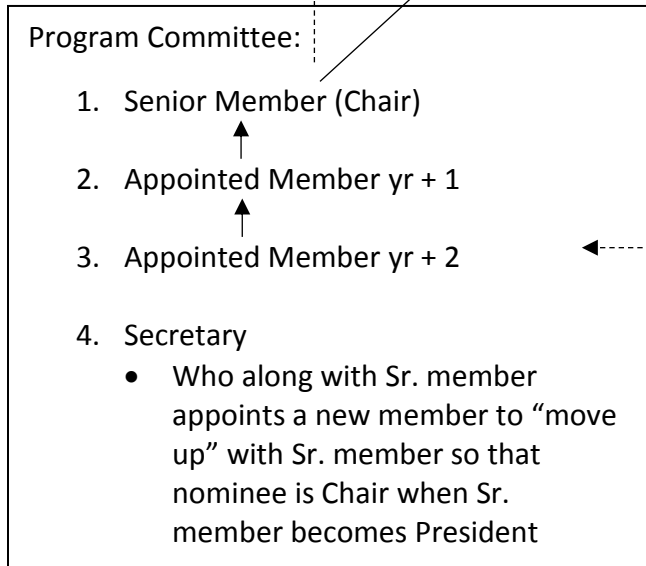 Program Committee:
1. Senior Member (Chair)
2. Appointed Member yr + 1
3. Appointed Member yr + 2
4. Secretary
• Who along with Sr. member
appoints a new member to “move
up” with Sr. member so that
nominee is Chair when Sr.
member becomes President